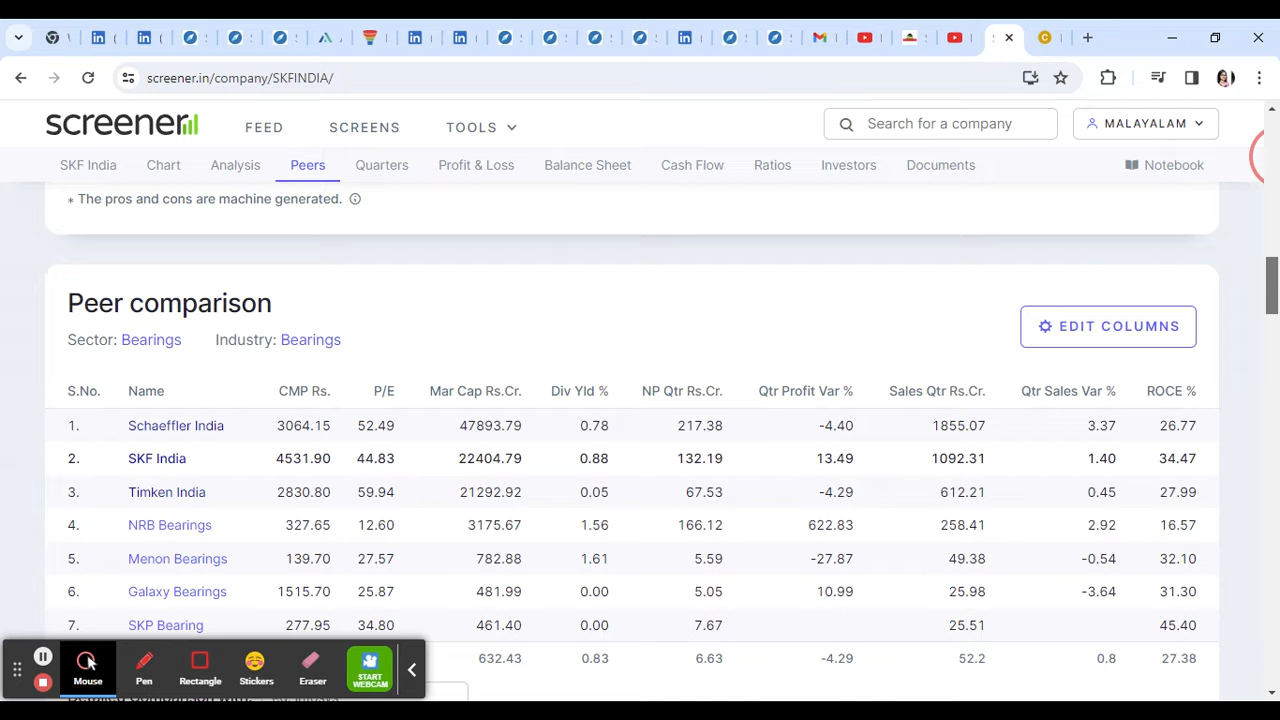 screener.in/company/SKFINDIA/
screener FEED SCREENS TOOLS Search for a company MALAYALAM
SKF India Chart Analysis Peers Quarters Profit & Loss Balance Sheet Cash Flow Ratios Investors Documents Notebook
* The pros and cons are machine generated.
Peer comparison
Sector: Bearings Industry: Bearings
EDIT COLUMNS
S.No. Name CMP Rs. P/E Mar Cap Rs.Cr. Div Yld % NP Qtr Rs.Cr. Qtr Profit Var % Sales Qtr Rs.Cr. Qtr Sales Var % ROCE %
1. Schaeffler India 3064.15 52.49 47893.79 0.78 217.38 -4.40 1855.07 3.37 26.77
2. SKF India 4531.90 44.83 22404.79 0.88 132.19 13.49 1092.31 1.40 34.47
3. Timken India 2830.80 59.94 21292.92 0.05 67.53 -4.29 612.21 0.45 27.99
4. NRB Bearings 327.65 12.60 3175.67 1.56 166.12 622.83 258.41 2.92 16.57
5. Menon Bearings 139.70 27.57 782.88 1.61 5.59 -27.87 49.38 -0.54 32.10
6. Galaxy Bearings 1515.70 25.87 481.99 0.00 5.05 10.99 25.98 -3.64 31.30
7. SKP Bearing 277.95 34.80 461.40 0.00 7.67 25.51 45.40
632.43 0.83 6.63 -4.29 52.2 0.8 27.38
Mouse Pen Rectangle Stickers Eraser START WEBCAM